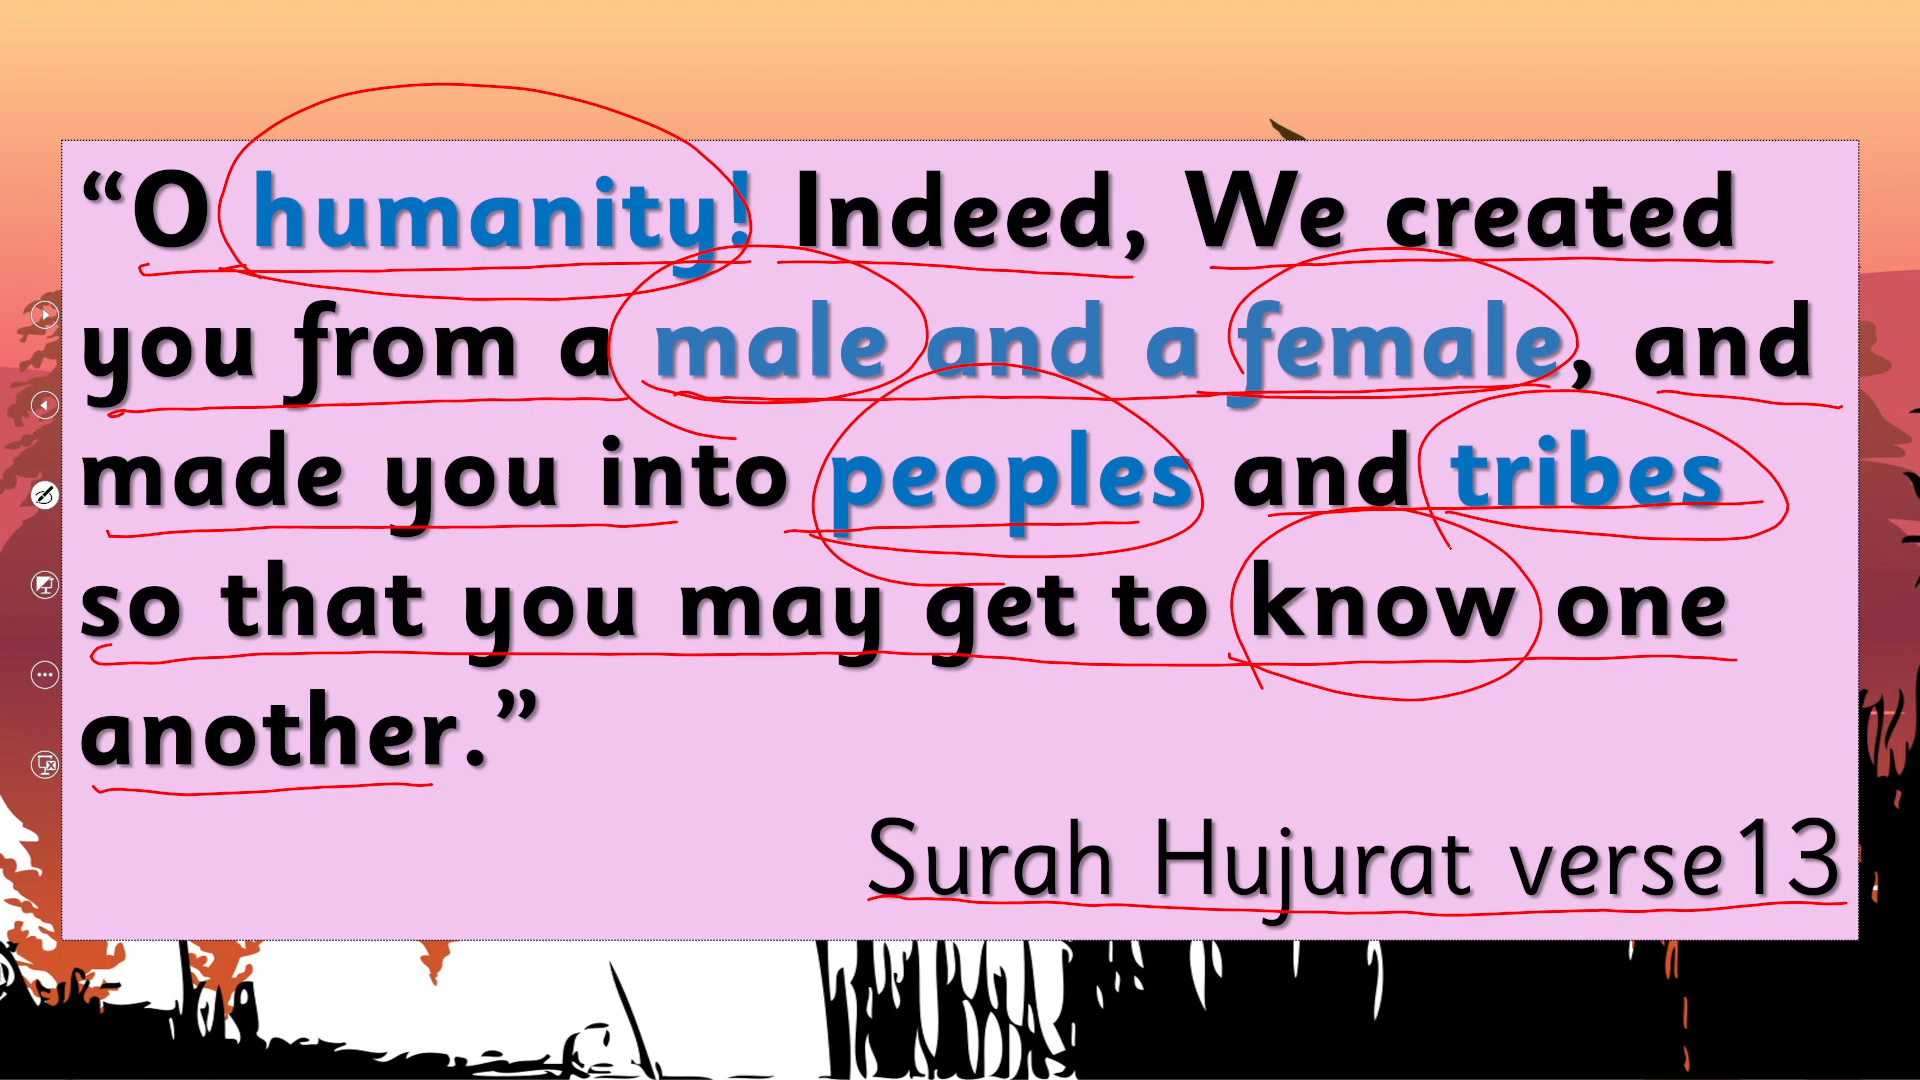 “O humanity! Indeed, We created
you from a male and a female, and
made you into peoples and tribes
so that you may get to know one
another.”
Surah Hujurat verse13